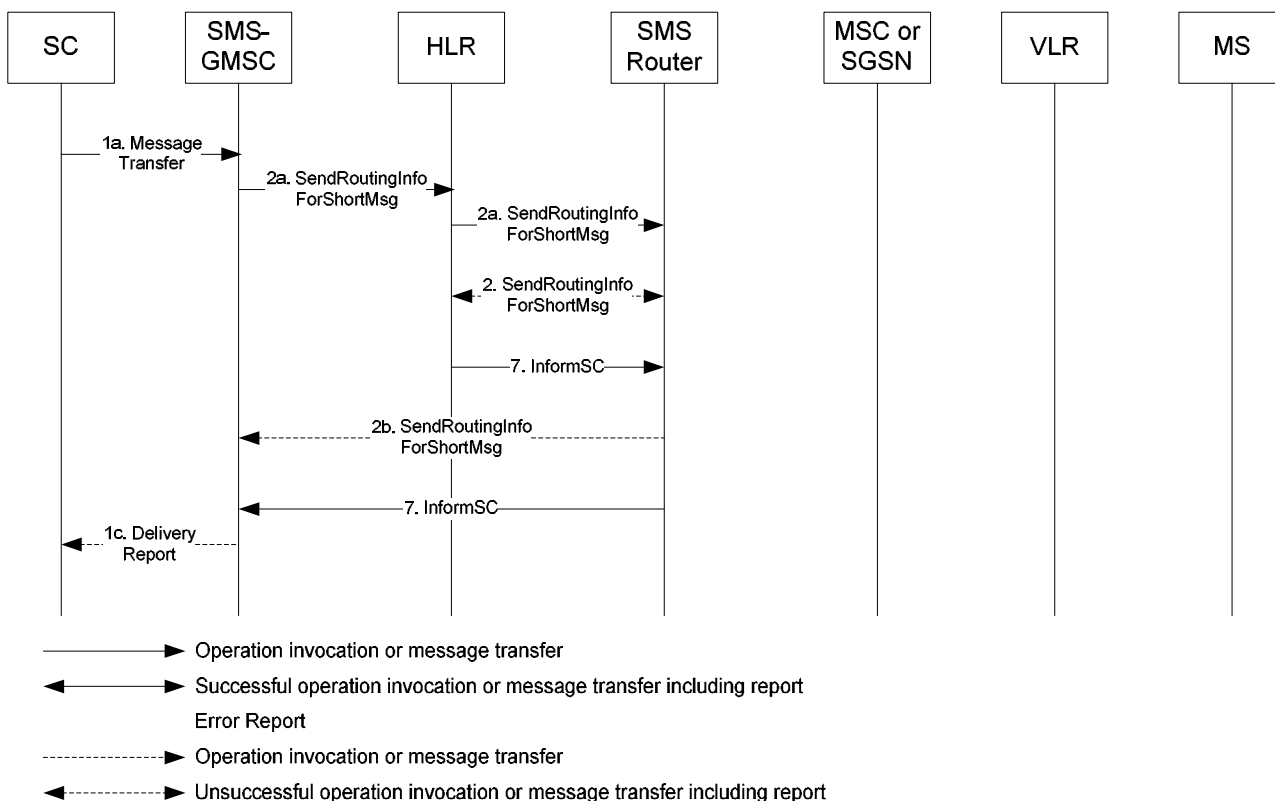 SC
SMS-
GMSC
HLR
SMS
Router
MSC or
SGSN
VLR
MS
1a. Message
Transfer
2a. SendRoutingInfo
ForShortMsg
2a. SendRoutingInfo
ForShortMsg
2. SendRoutingInfo
ForShortMsg
7. InformSC
2b. SendRoutingInfo
ForShortMsg
7. InformSC
1c. Delivery
Report
Operation invocation or message transfer
Successful operation invocation or message transfer including report
Error Report
Operation invocation or message transfer
Unsuccessful operation invocation or message transfer including report